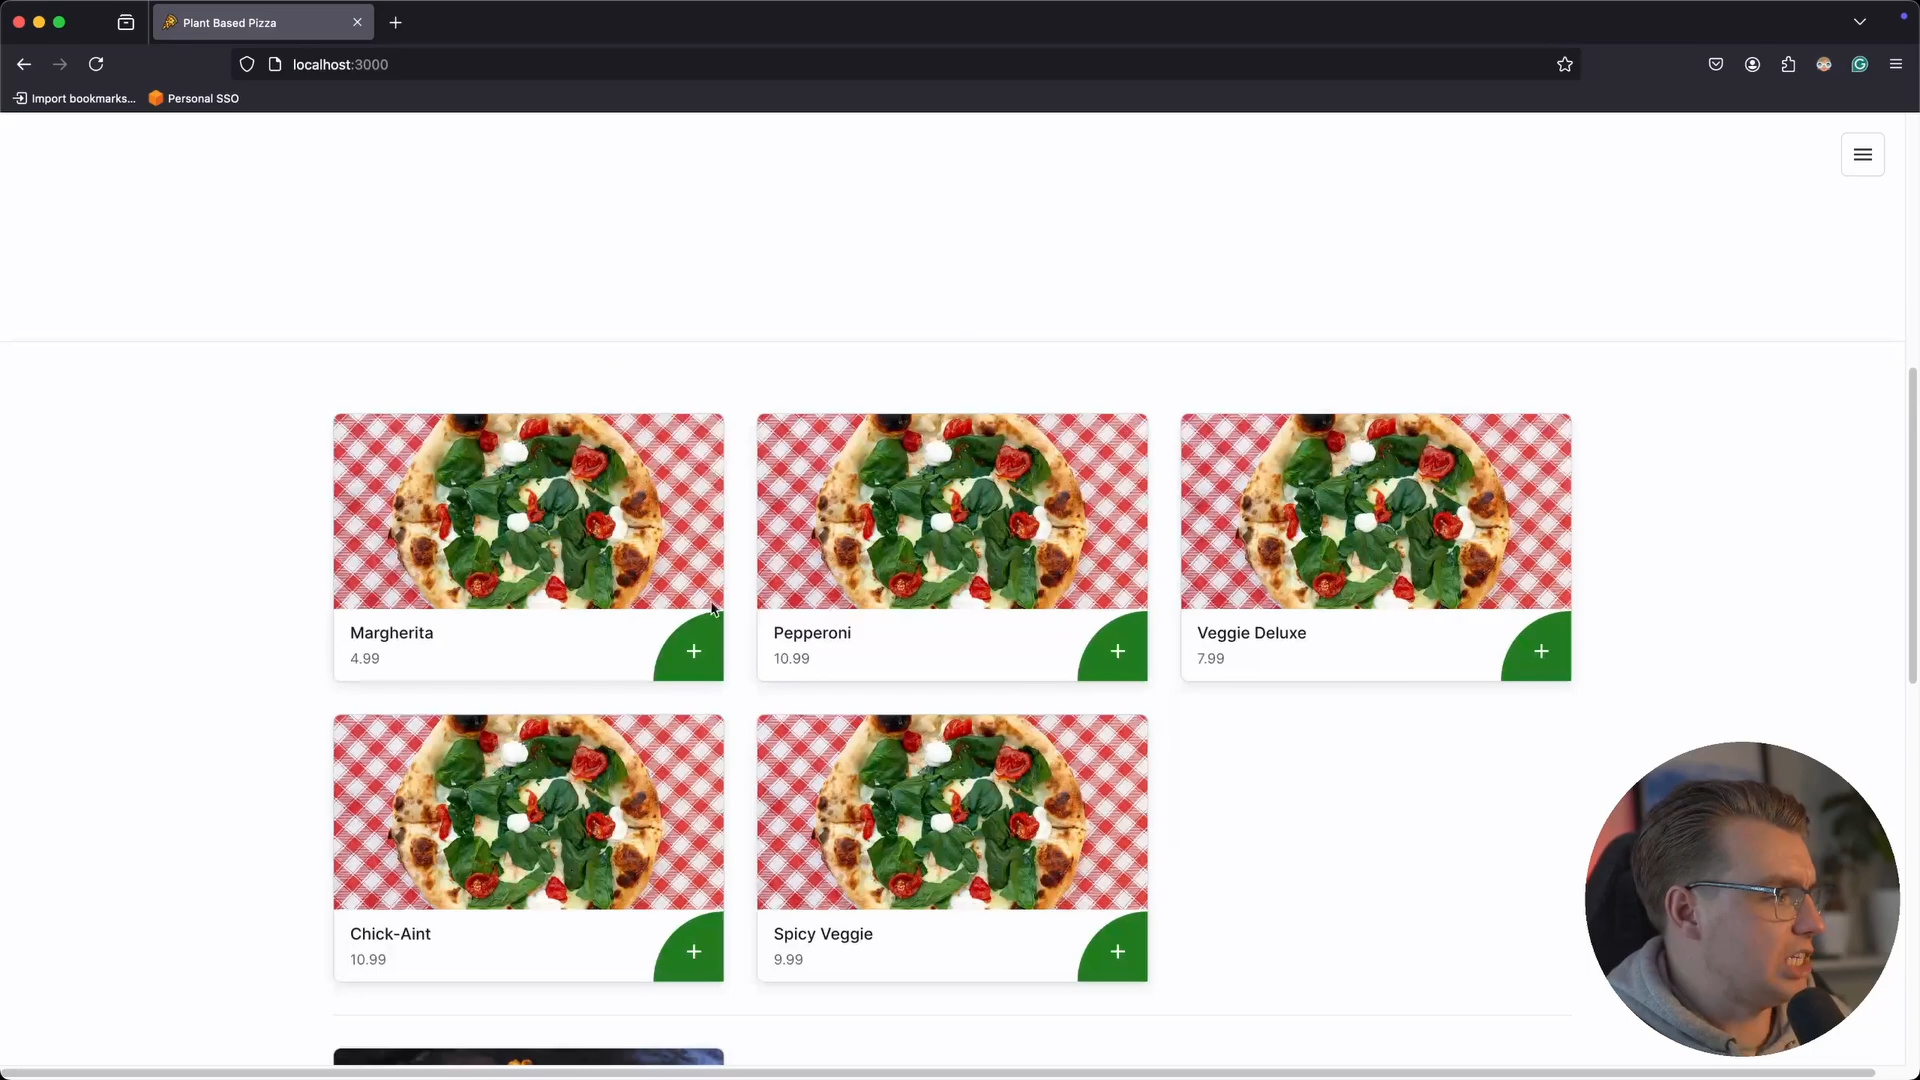 Plant Based Pizza
localhost:3000
Import bookmarks...
Personal SSO
Margherita
4.99
Pepperoni
10.99
Veggie Deluxe
7.99
Chick-Aint
10.99
Spicy Veggie
9.99